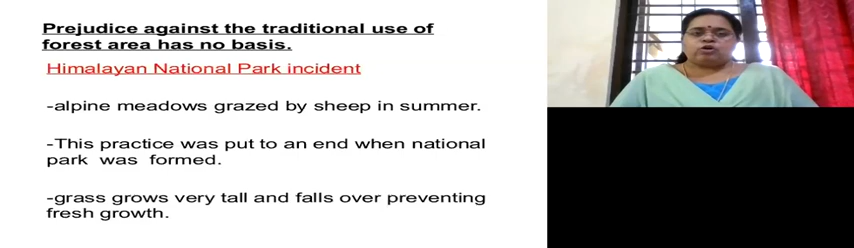 Prejudice against the traditional use of
forest area has no basis.
Himalayan National Park incident
-alpine meadows grazed by sheep in summer.
-This practice was put to an end when national
park was formed.
-grass grows very tall and falls over preventing
fresh growth.